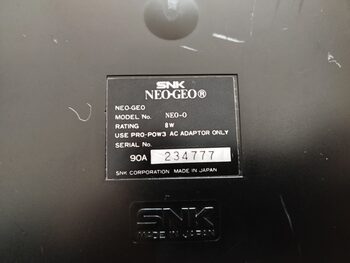 SNK
NEO·GEO®
NEO-GEO
MODEL No. NEO-0
RATING 8W
USE PRO-POW3 AC ADAPTOR ONLY
SERIAL No.
90A 234777
SNK CORPORATION MADE IN JAPAN
SNK
MADE IN JAPAN